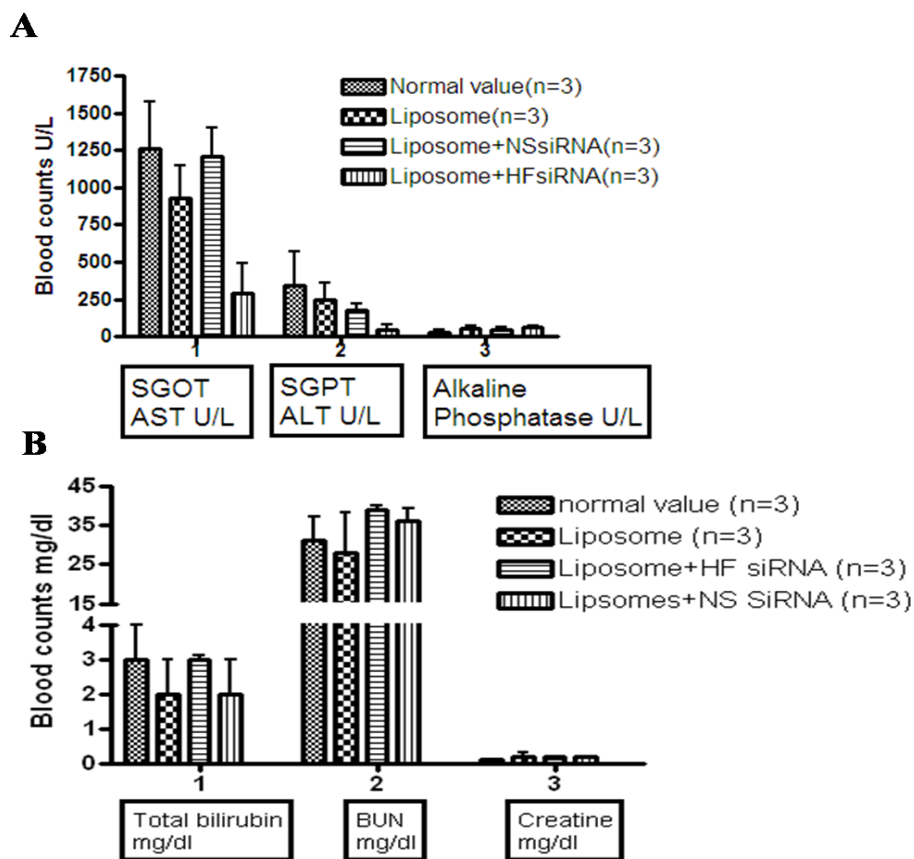 A
1750
1500
1250
1000
750
500
250
0
Blood counts U/L
Normal value(n=3)
Liposome(n=3)
Liposome+NSsiRNA(n=3)
Liposome+HFsiRNA(n=3)
1
2
3
SGOT
AST U/L
SGPT
ALT U/L
Alkaline
Phosphatase U/L
B
45
35
25
15
4
3
2
1
0
Blood counts mg/dl
normal value (n=3)
Liposome (n=3)
Liposome+HF siRNA (n=3)
Lipsomes+NS SiRNA (n=3)
1
2
3
Total bilirubin
mg/dl
BUN
mg/dl
Creatine
mg/dl